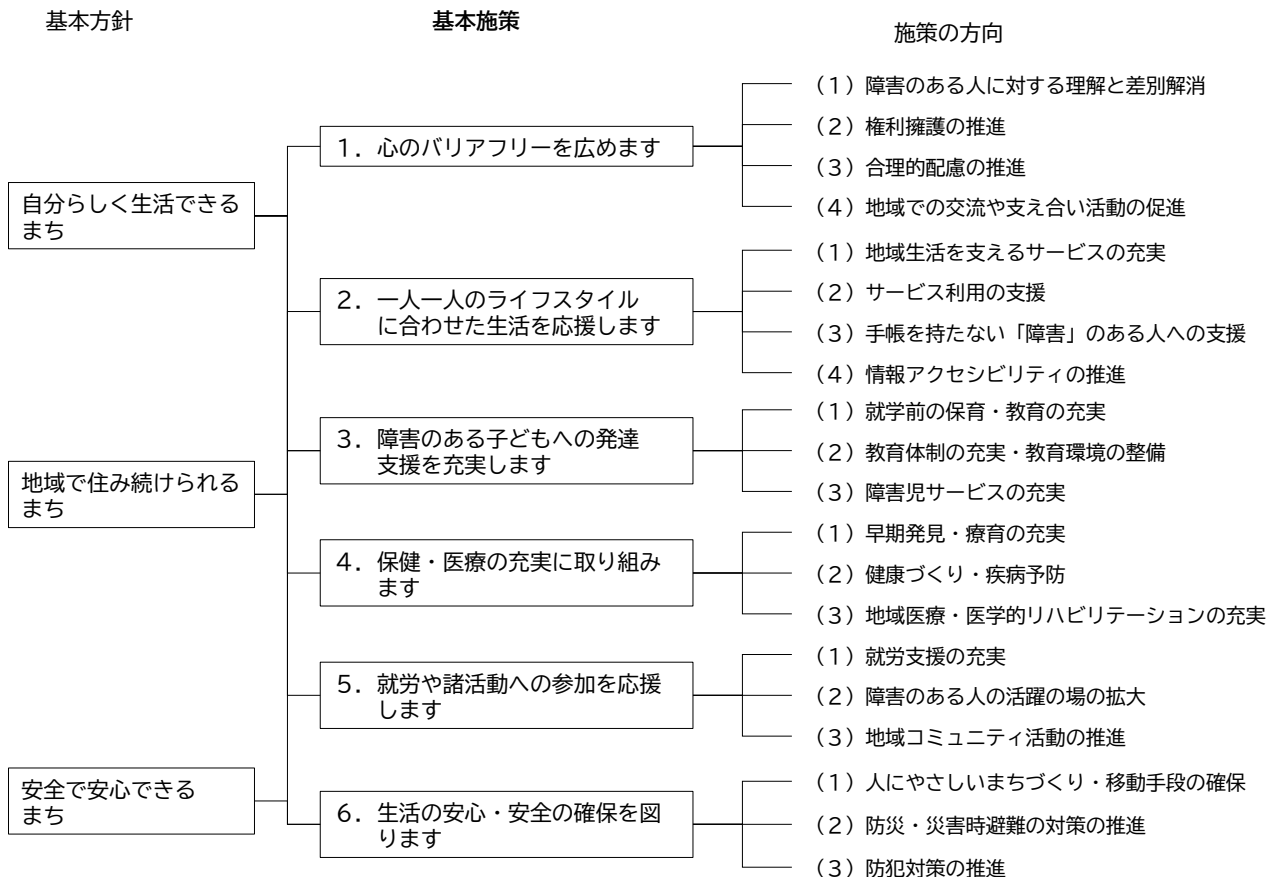 基本方針
基本施策
施策の方向
自分らしく生活できる
まち
地域で住み続けられる
まち
安全で安心できる
まち
１．心のバリアフリーを広めます
（１）障害のある人に対する理解と差別解消
（２）権利擁護の推進
（３）合理的配慮の推進
（４）地域での交流や支え合い活動の促進
２．一人一人のライフスタイル
に合わせた生活を応援します
（１）地域生活を支えるサービスの充実
（２）サービス利用の支援
（３）手帳を持たない「障害」のある人への支援
（４）情報アクセシビリティの推進
３．障害のある子どもへの発達
支援を充実します
（１）就学前の保育・教育の充実
（２）教育体制の充実・教育環境の整備
（３）障害児サービスの充実
４．保健・医療の充実に取り組み
ます
（１）早期発見・療育の充実
（２）健康づくり・疾病予防
（３）地域医療・医学的リハビリテーションの充実
５．就労や諸活動への参加を応援
します
（１）就労支援の充実
（２）障害のある人の活躍の場の拡大
（３）地域コミュニティ活動の推進
６．生活の安心・安全の確保を図
ります
（１）人にやさしいまちづくり・移動手段の確保
（２）防災・災害時避難の対策の推進
（３）防犯対策の推進